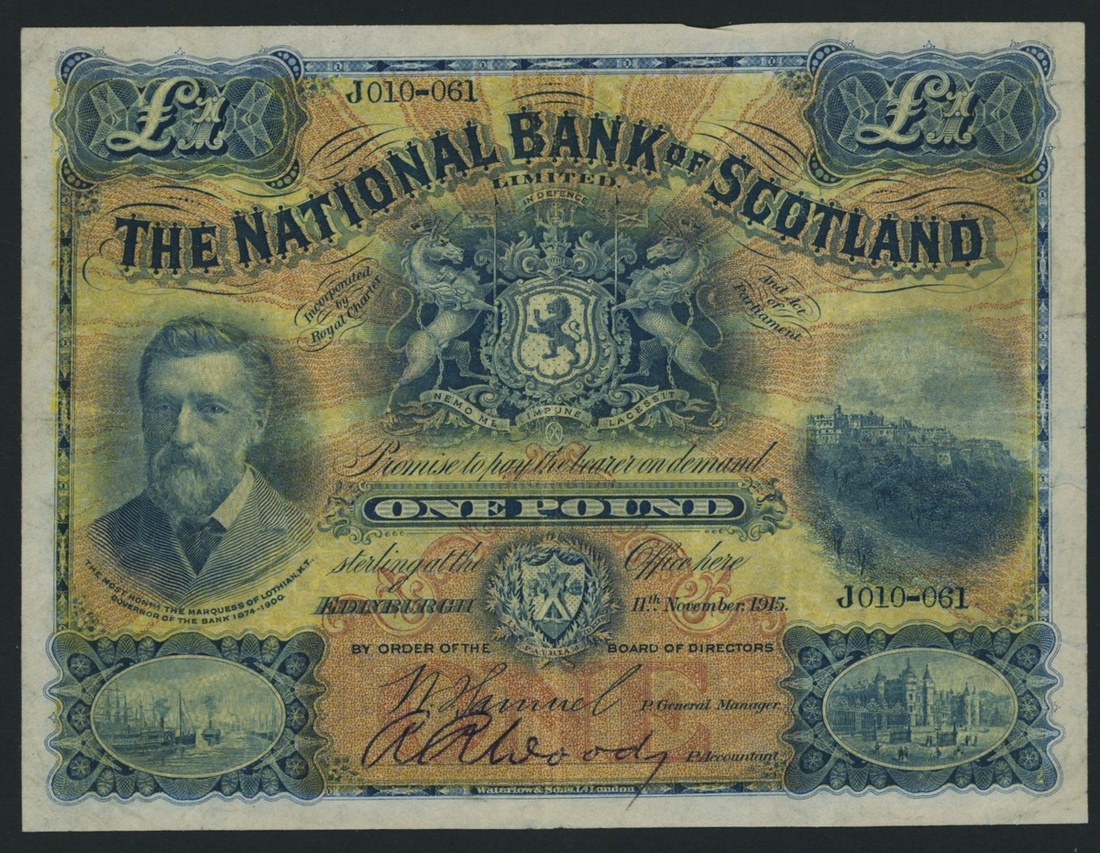 J010-061
THE NATIONAL BANK OF SCOTLAND
LIMITED.
IN DEFENCE
Incorporated
by
Royal Charter
And Act
of
Parliament.
NEMO ME IMPUNE LACESSIT
Promise to pay the bearer on demand
ONE POUND
sterling at the Office here
EDINBURGH 11th November, 1915.
J010-061
THE MOST HONBLE THE MARQUESS OF LOTHIAN, K.T.
GOVERNOR OF THE BANK 1874-1900
BY ORDER OF THE BOARD OF DIRECTORS
P. General Manager.
P. Accountant.
ONE
Waterlow & Sons, Ld London